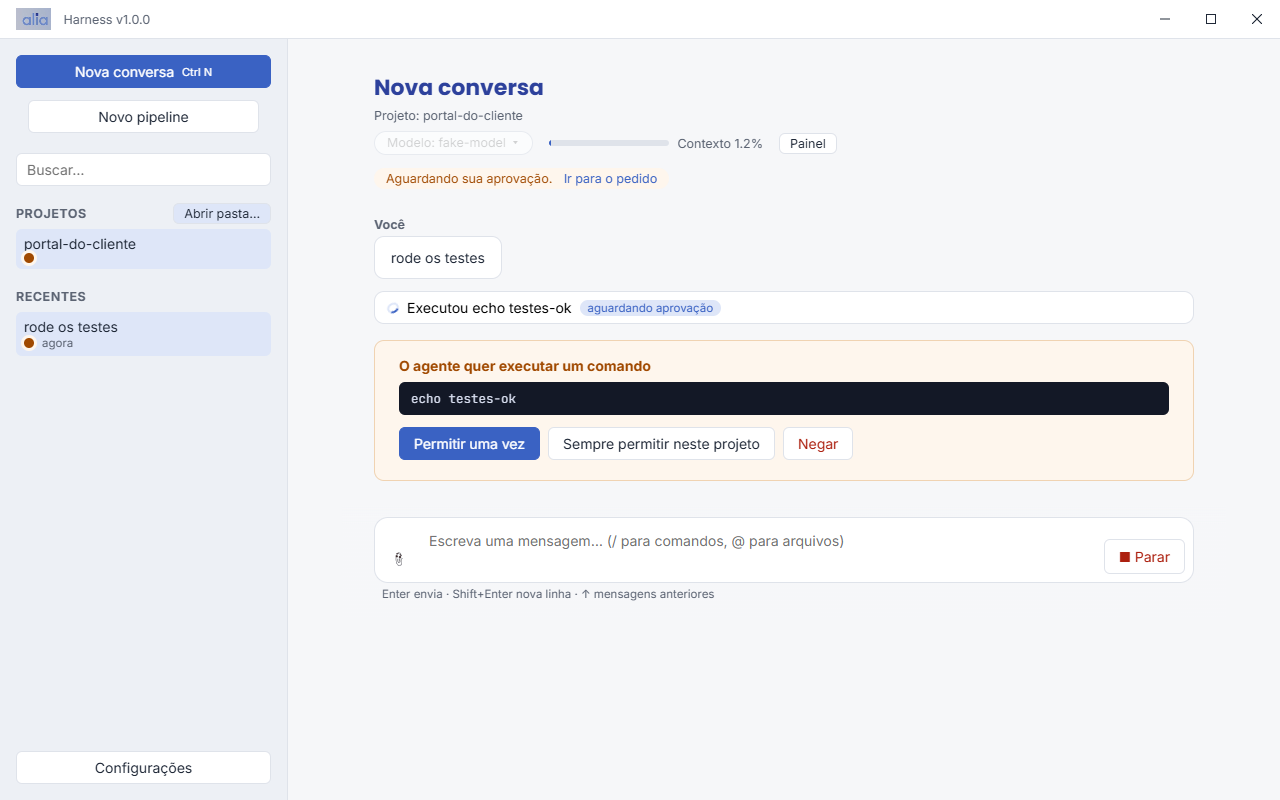 alia Harness v1.0.0
Nova conversa Ctrl N
Novo pipeline
Buscar...
PROJETOS Abrir pasta...
portal-do-cliente
RECENTES
rode os testes
agora
Configurações
Nova conversa
Projeto: portal-do-cliente
Modelo: fake-model Contexto 1.2% Painel
Aguardando sua aprovação. Ir para o pedido
Você
rode os testes
Executou echo testes-ok aguardando aprovação
O agente quer executar um comando
echo testes-ok
Permitir uma vez Sempre permitir neste projeto Negar
Escreva uma mensagem... (/ para comandos, @ para arquivos)
Parar
Enter envia · Shift+Enter nova linha · ↑ mensagens anteriores